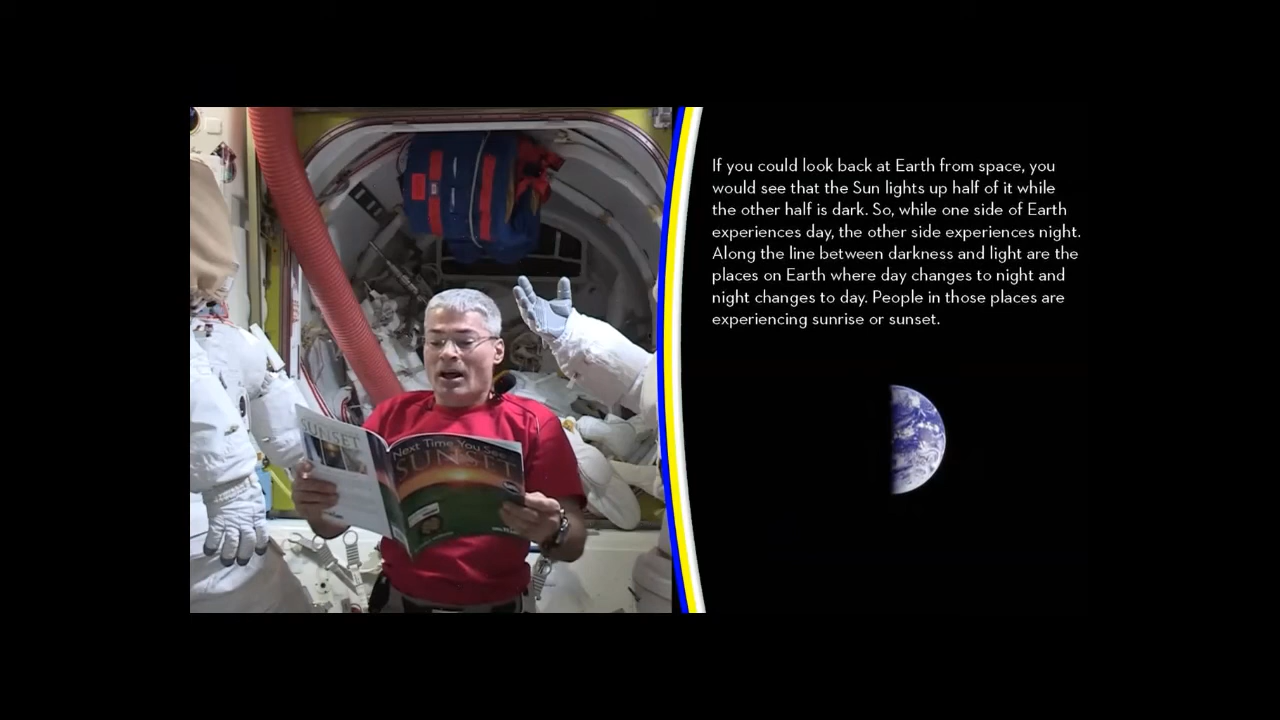 SUNSET
Next Time You See
SUNSET
If you could look back at Earth from space, you
would see that the Sun lights up half of it while
the other half is dark. So, while one side of Earth
experiences day, the other side experiences night.
Along the line between darkness and light are the
places on Earth where day changes to night and
night changes to day. People in those places are
experiencing sunrise or sunset.